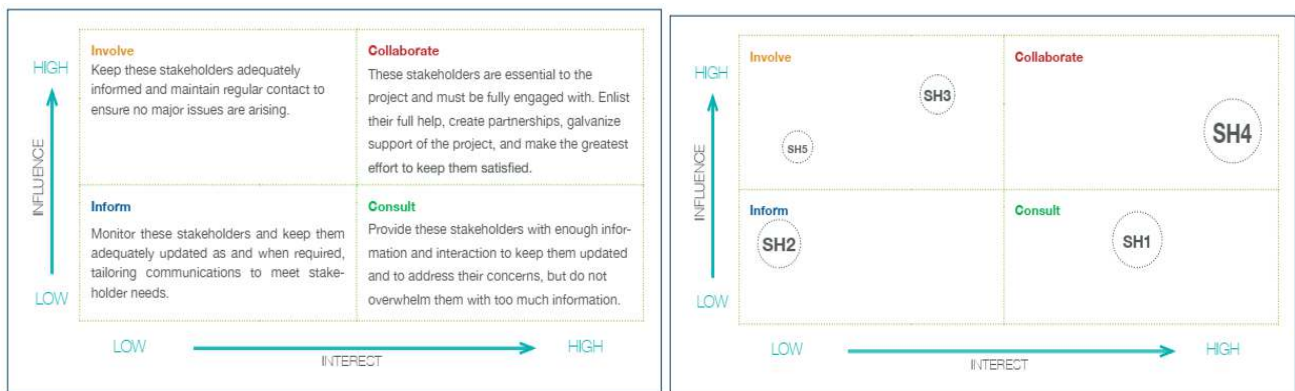 HIGH
INFLUENCE
LOW
Involve
Keep these stakeholders adequately
informed and maintain regular contact to
ensure no major issues are arising.
Collaborate
These stakeholders are essential to the
project and must be fully engaged with. Enlist
their full help, create partnerships, galvanize
support of the project, and make the greatest
effort to keep them satisfied.
Inform
Monitor these stakeholders and keep them
adequately updated as and when required,
tailoring communications to meet stake-
holder needs.
Consult
Provide these stakeholders with enough infor-
mation and interaction to keep them updated
and to address their concerns, but do not
overwhelm them with too much information.
LOW
INTEREST
HIGH
HIGH
INFLUENCE
LOW
Involve
SH3
SH5
Collaborate
SH4
Inform
SH2
Consult
SH1
LOW
INTEREST
HIGH